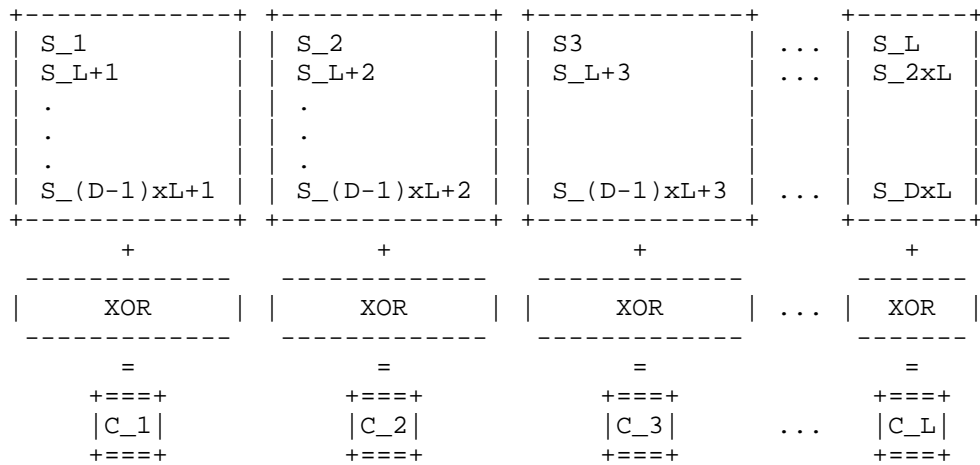 +-------------+ +-------------+ +-------------+     +-------+
| S_1         | | S_2         | | S3          | ... | S_L   |
| S_L+1       | | S_L+2       | | S_L+3       | ... | S_2xL |
| .           | | .           | |             |     |       |
| .           | | .           | |             |     |       |
| .           | | .           | |             |     |       |
| S_(D-1)xL+1 | | S_(D-1)xL+2 | | S_(D-1)xL+3 | ... | S_DxL |
+-------------+ +-------------+ +-------------+     +-------+
       +               +               +                +
 -------------   -------------   -------------       -------
|     XOR     | |     XOR     | |     XOR     | ... |  XOR  |
 -------------   -------------   -------------       -------
       =               =               =                =
     +===+           +===+           +===+            +===+
     |C_1|           |C_2|           |C_3|      ...   |C_L|
     +===+           +===+           +===+            +===+